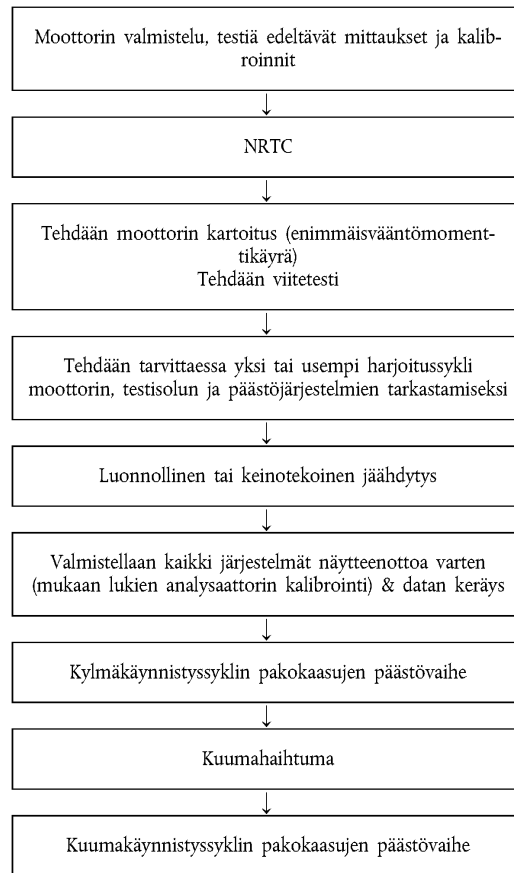 Moottorin valmistelu, testiä edeltävät mittaukset ja kalib-
roinnit
↓
NRTC
↓
Tehdään moottorin kartoitus (enimmäisvääntömoment-
tikäyrä)
Tehdään viitetesti
↓
Tehdään tarvittaessa yksi tai usempi harjoitussykli
moottorin, testisolun ja päästöjärjestelmien tarkastamiseksi
↓
Luonnollinen tai keinotekoinen jäähdytys
↓
Valmistellaan kaikki järjestelmät näytteenottoa varten
(mukaan lukien analysaattorin kalibrointi) & datan keräys
↓
Kylmäkäynnistyssyklin pakokaasujen päästövaihe
↓
Kuumahaihtuma
↓
Kuumakäynnistyssyklin pakokaasujen päästövaihe